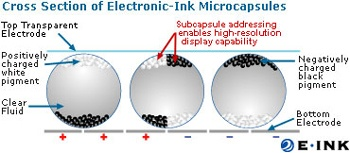 Cross Section of Electronic-Ink Microcapsules
Top Transparent
Electrode
Subcapsule addressing
enables high-resolution
display capability
Positively
charged
white
pigment
Negatively
charged
black
pigment
Clear
Fluid
Bottom
Electrode
+ + + − − −
E·INK